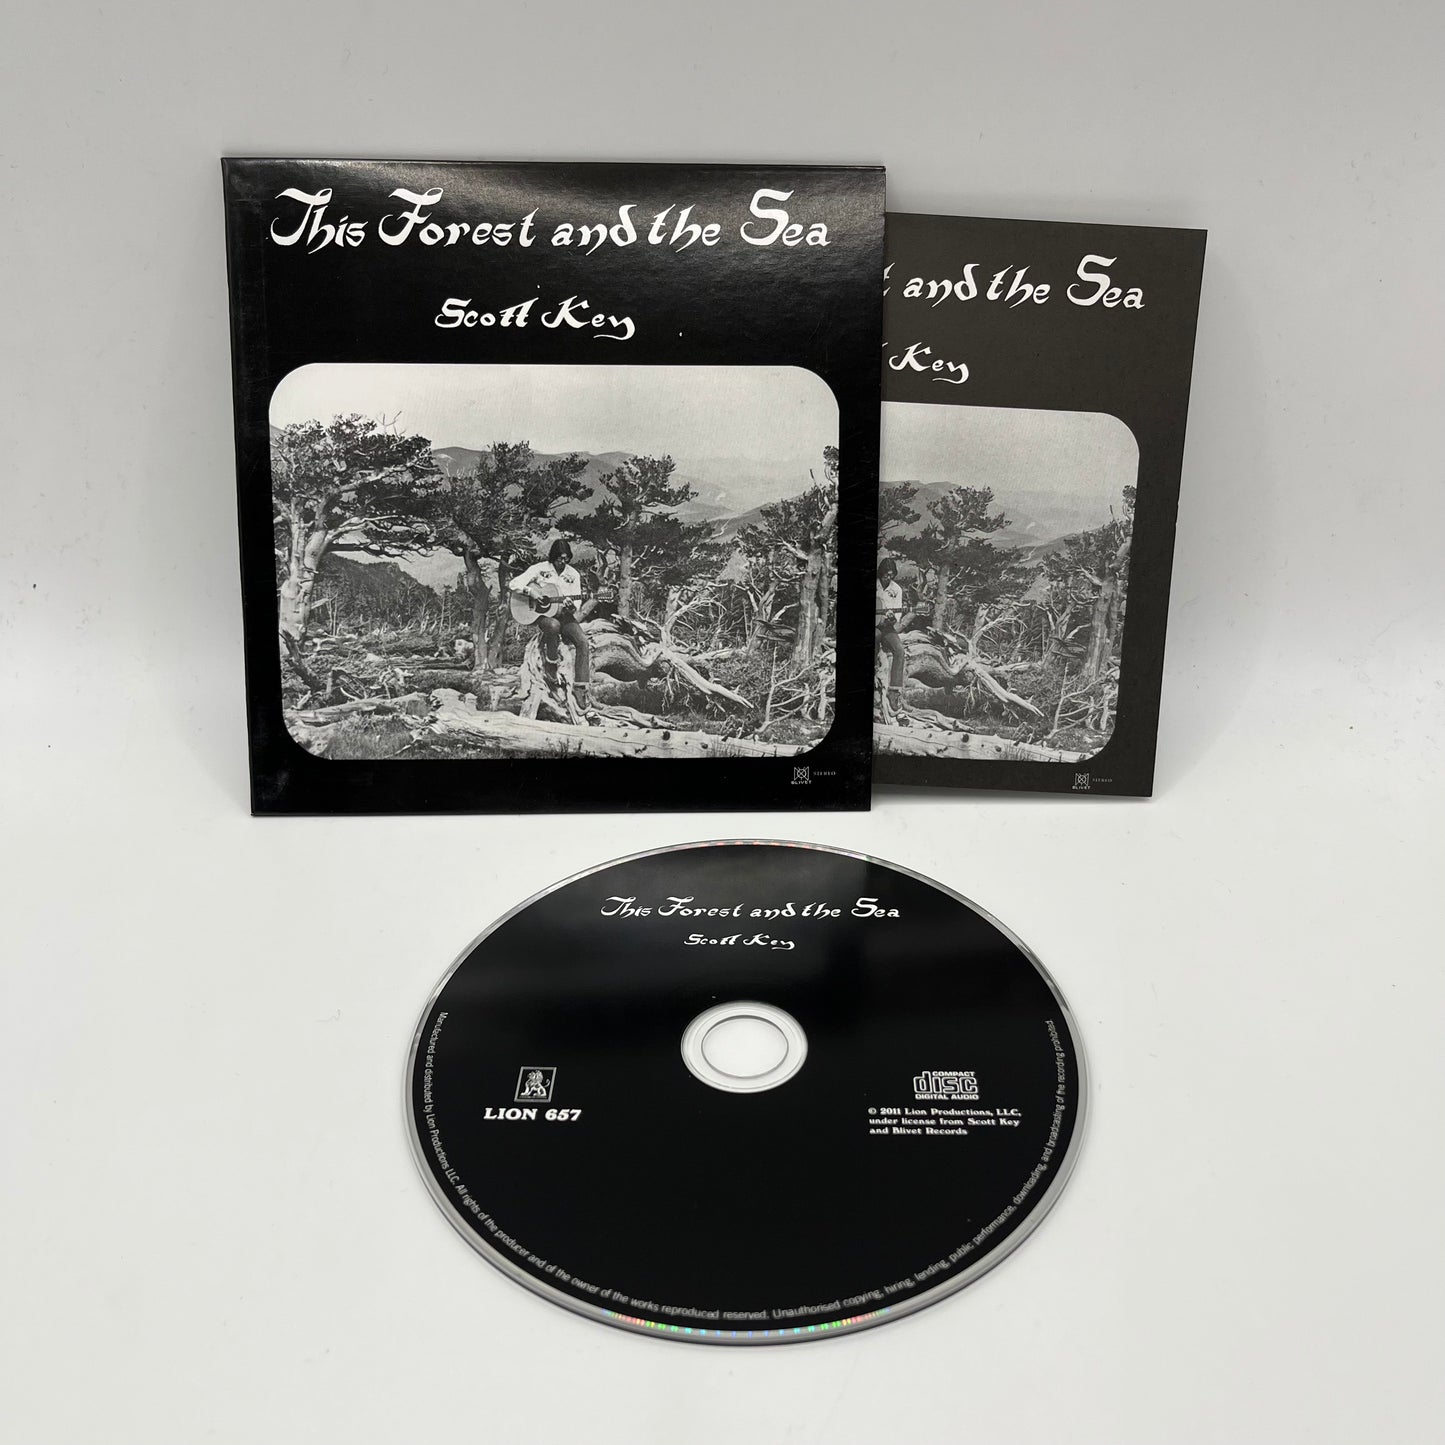 This Forest and the Sea
Scott Key
BLIVET STEREO
t and the Sea
Key
BLIVET STEREO
This Forest and the Sea
Scott Key
LION 657
COMPACT
disc
DIGITAL AUDIO
© 2011 Lion Productions, LLC,
under license from Scott Key
and Blivet Records
Manufactured and distributed by Lion Productions LLC. All rights of the producer and of the owner of the works reproduced reserved. Unauthorised copying, hiring, lending, public performance, downloading, and broadcasting of the recording prohibited.